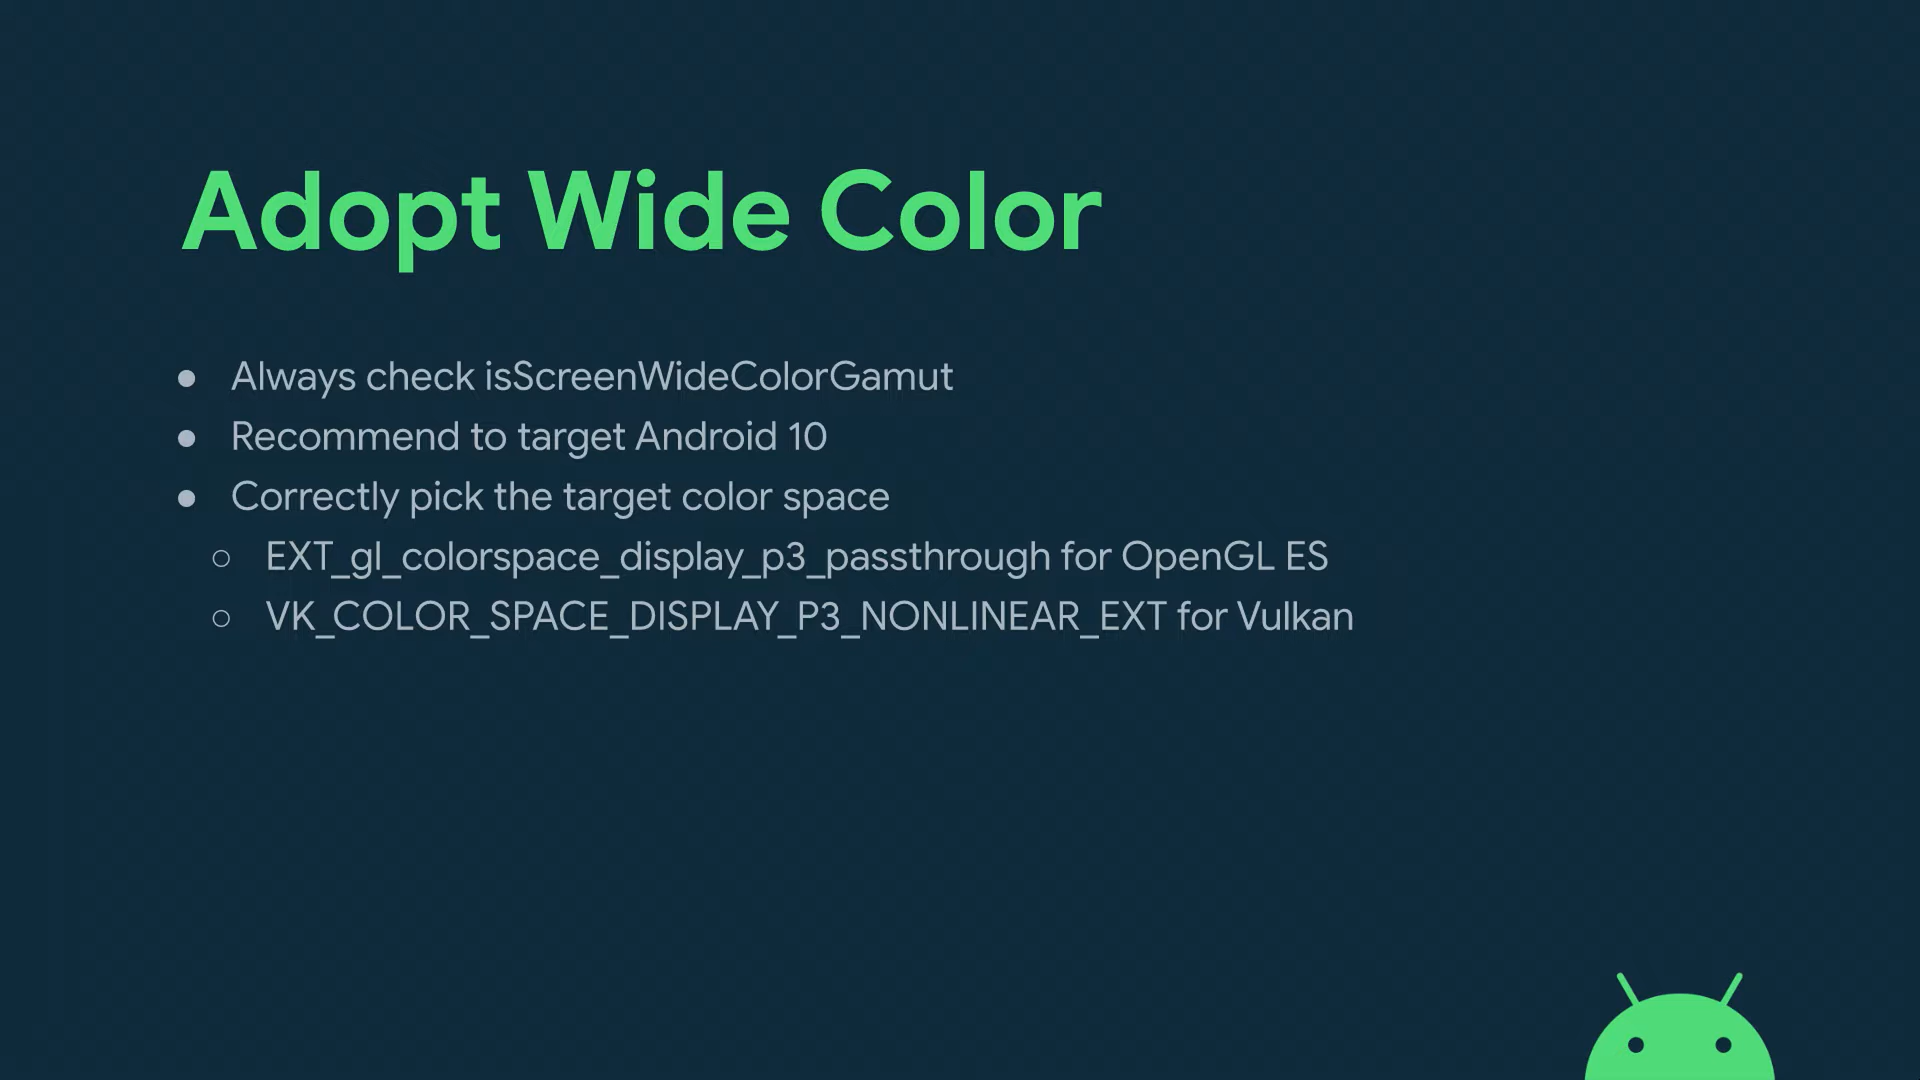 Adopt Wide Color
● Always check isScreenWideColorGamut
● Recommend to target Android 10
● Correctly pick the target color space
○ EXT_gl_colorspace_display_p3_passthrough for OpenGL ES
○ VK_COLOR_SPACE_DISPLAY_P3_NONLINEAR_EXT for Vulkan